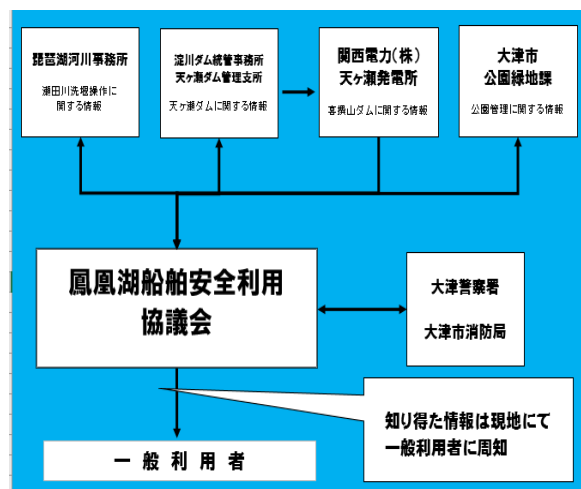 琵琶湖河川事務所
瀬田川洗堰操作に
関する情報
淀川ダム統管事務所
天ヶ瀬ダム管理支所
天ヶ瀬ダムに関する情報
関西電力(株)
天ヶ瀬発電所
喜撰山ダムに関する情報
大津市
公園緑地課
公園管理に関する情報
鳳凰湖船舶安全利用
協議会
大津警察署
大津市消防局
知り得た情報は現地にて
一般利用者に周知
一般利用者